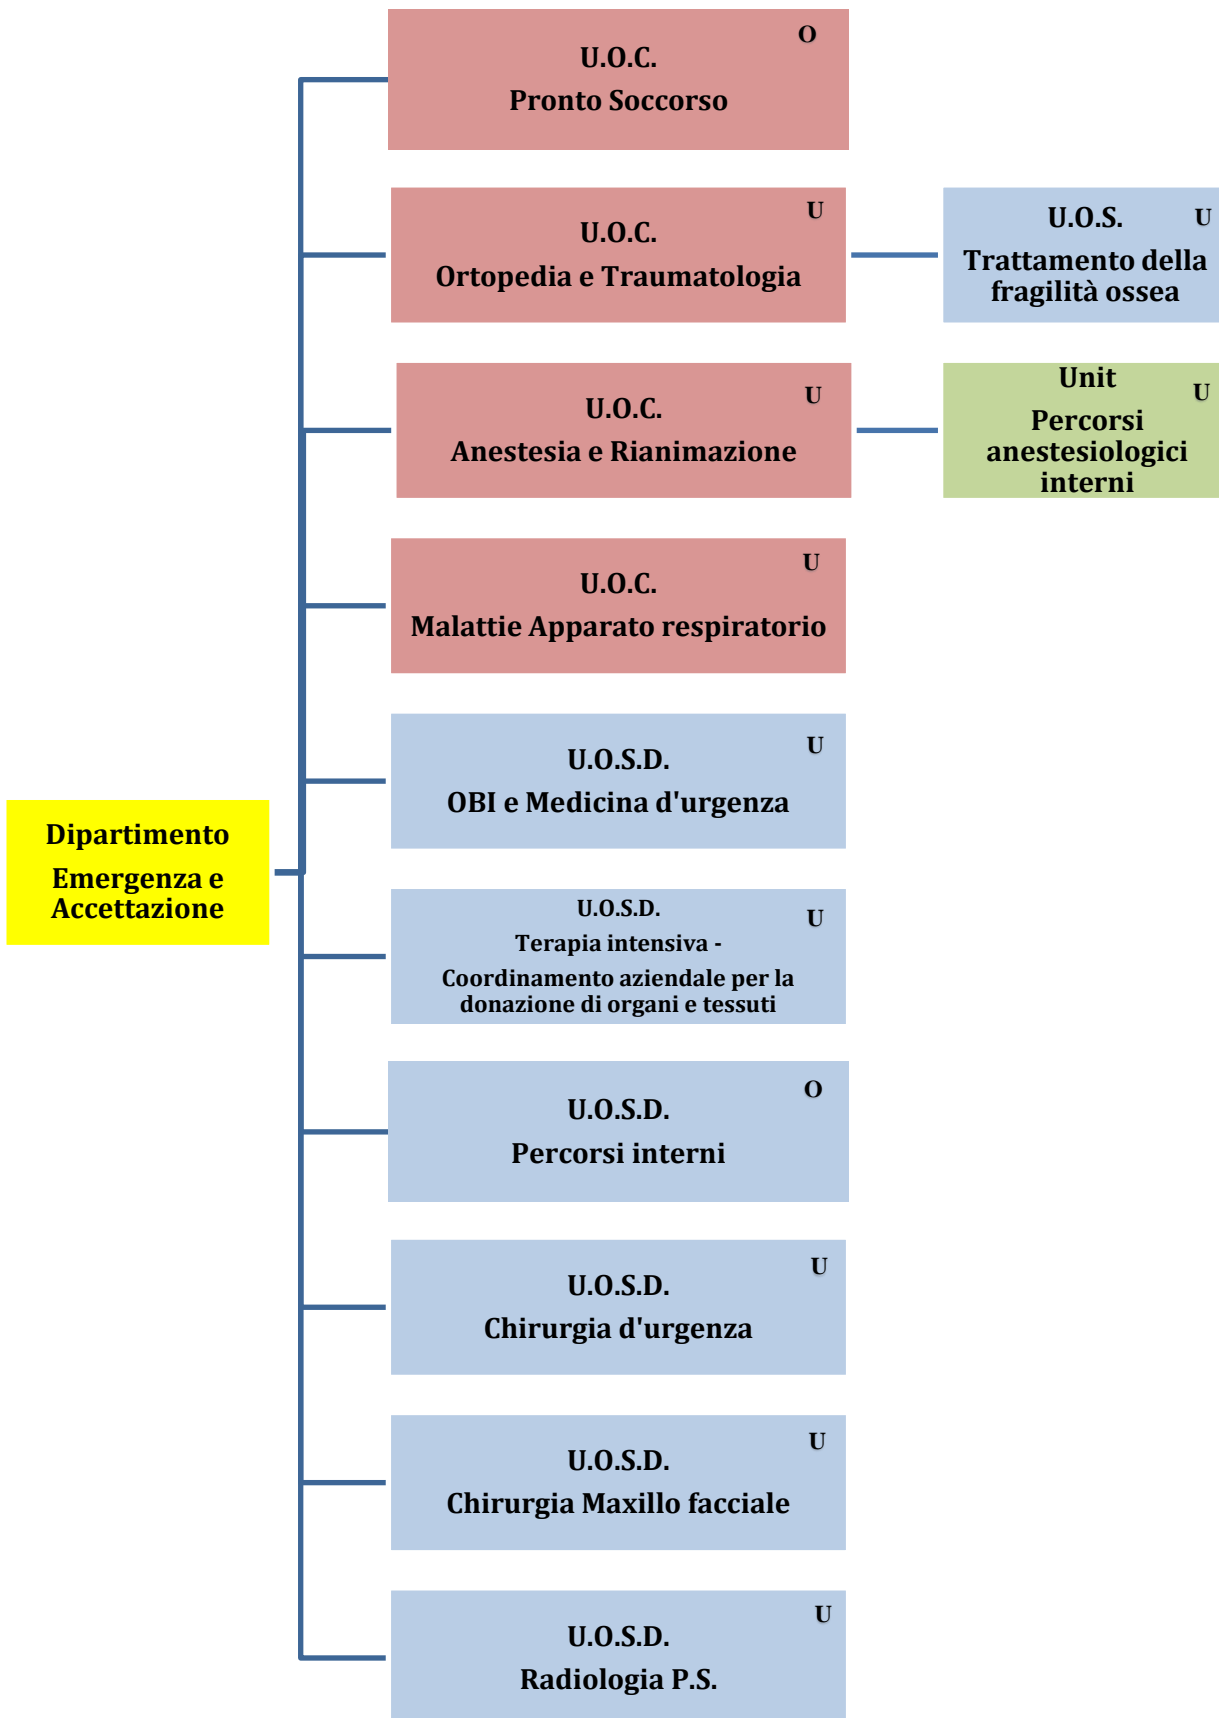 O
U.O.C.
Pronto Soccorso
U
U.O.C.
Ortopedia e Traumatologia
U.O.S.
U
Trattamento della
fragilità ossea
U
U.O.C.
Anestesia e Rianimazione
Unit
U
Percorsi
anestesiologici
interni
U
U.O.C.
Malattie Apparato respiratorio
U
U.O.S.D.
OBI e Medicina d'urgenza
Dipartimento
Emergenza e
Accettazione
U.O.S.D.
U
Terapia intensiva -
Coordinamento aziendale per la
donazione di organi e tessuti
O
U.O.S.D.
Percorsi interni
U
U.O.S.D.
Chirurgia d'urgenza
U
U.O.S.D.
Chirurgia Maxillo facciale
U
U.O.S.D.
Radiologia P.S.